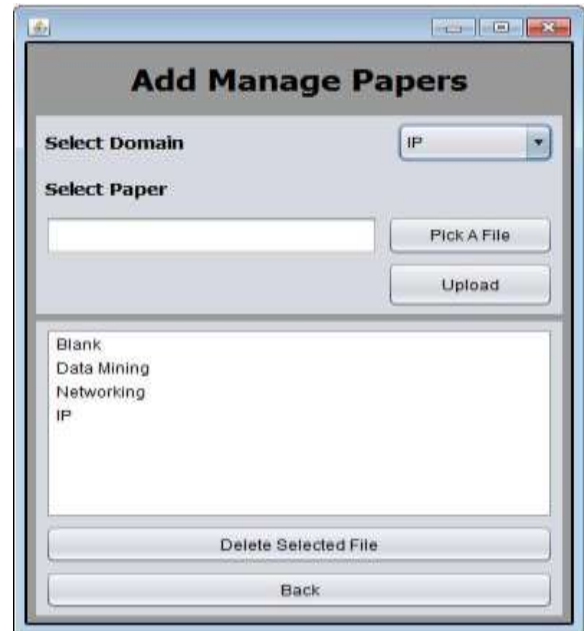 Add Manage Papers
Select Domain
IP
Select Paper
Pick A File
Upload
Blank
Data Mining
Networking
IP
Delete Selected File
Back